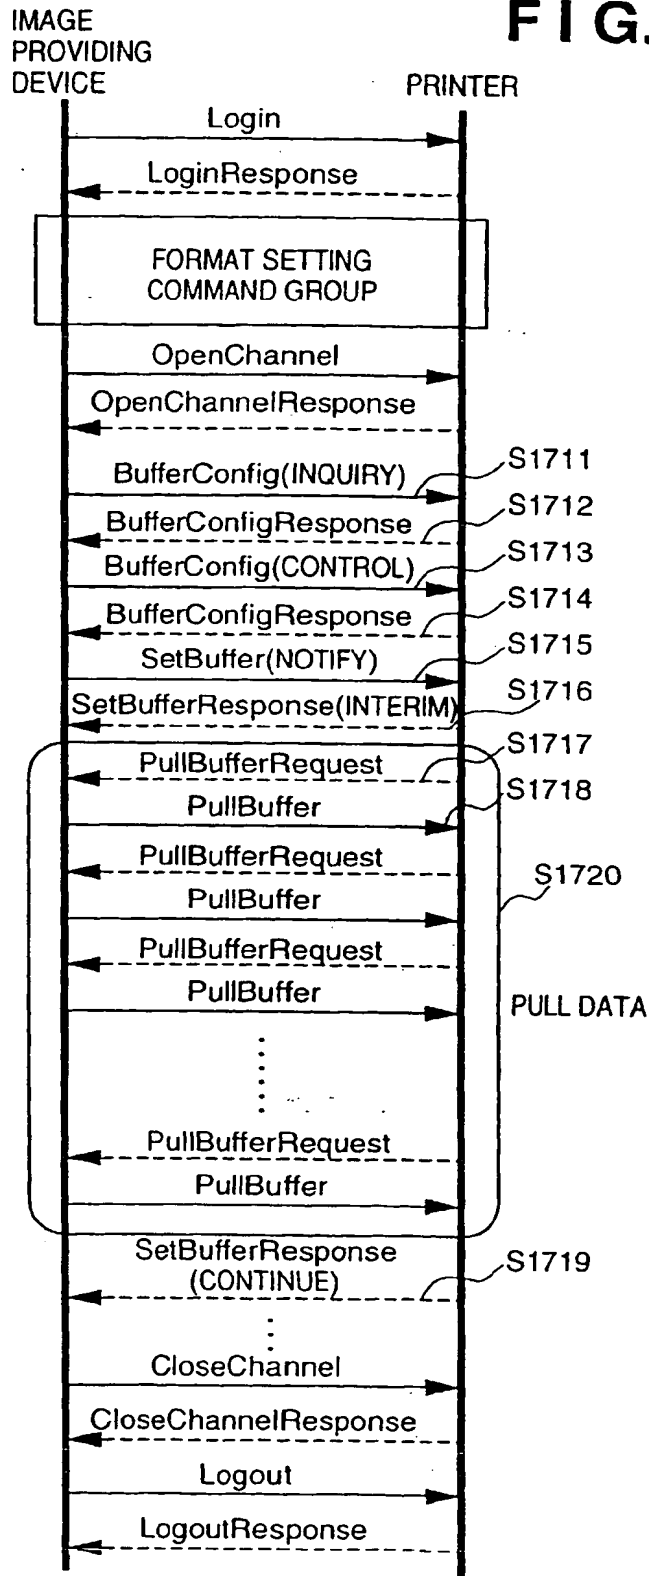 FIG.
IMAGE
PROVIDING
DEVICE
PRINTER
Login
LoginResponse
FORMAT SETTING
COMMAND GROUP
OpenChannel
OpenChannelResponse
BufferConfig(INQUIRY)
S1711
BufferConfigResponse
S1712
BufferConfig(CONTROL)
S1713
BufferConfigResponse
S1714
SetBuffer(NOTIFY)
S1715
SetBufferResponse(INTERIM)
S1716
PullBufferRequest
S1717
PullBuffer
S1718
PullBufferRequest
S1720
PullBuffer
PullBufferRequest
PullBuffer
PULL DATA
PullBufferRequest
PullBuffer
SetBufferResponse
(CONTINUE)
S1719
CloseChannel
CloseChannelResponse
Logout
LogoutResponse